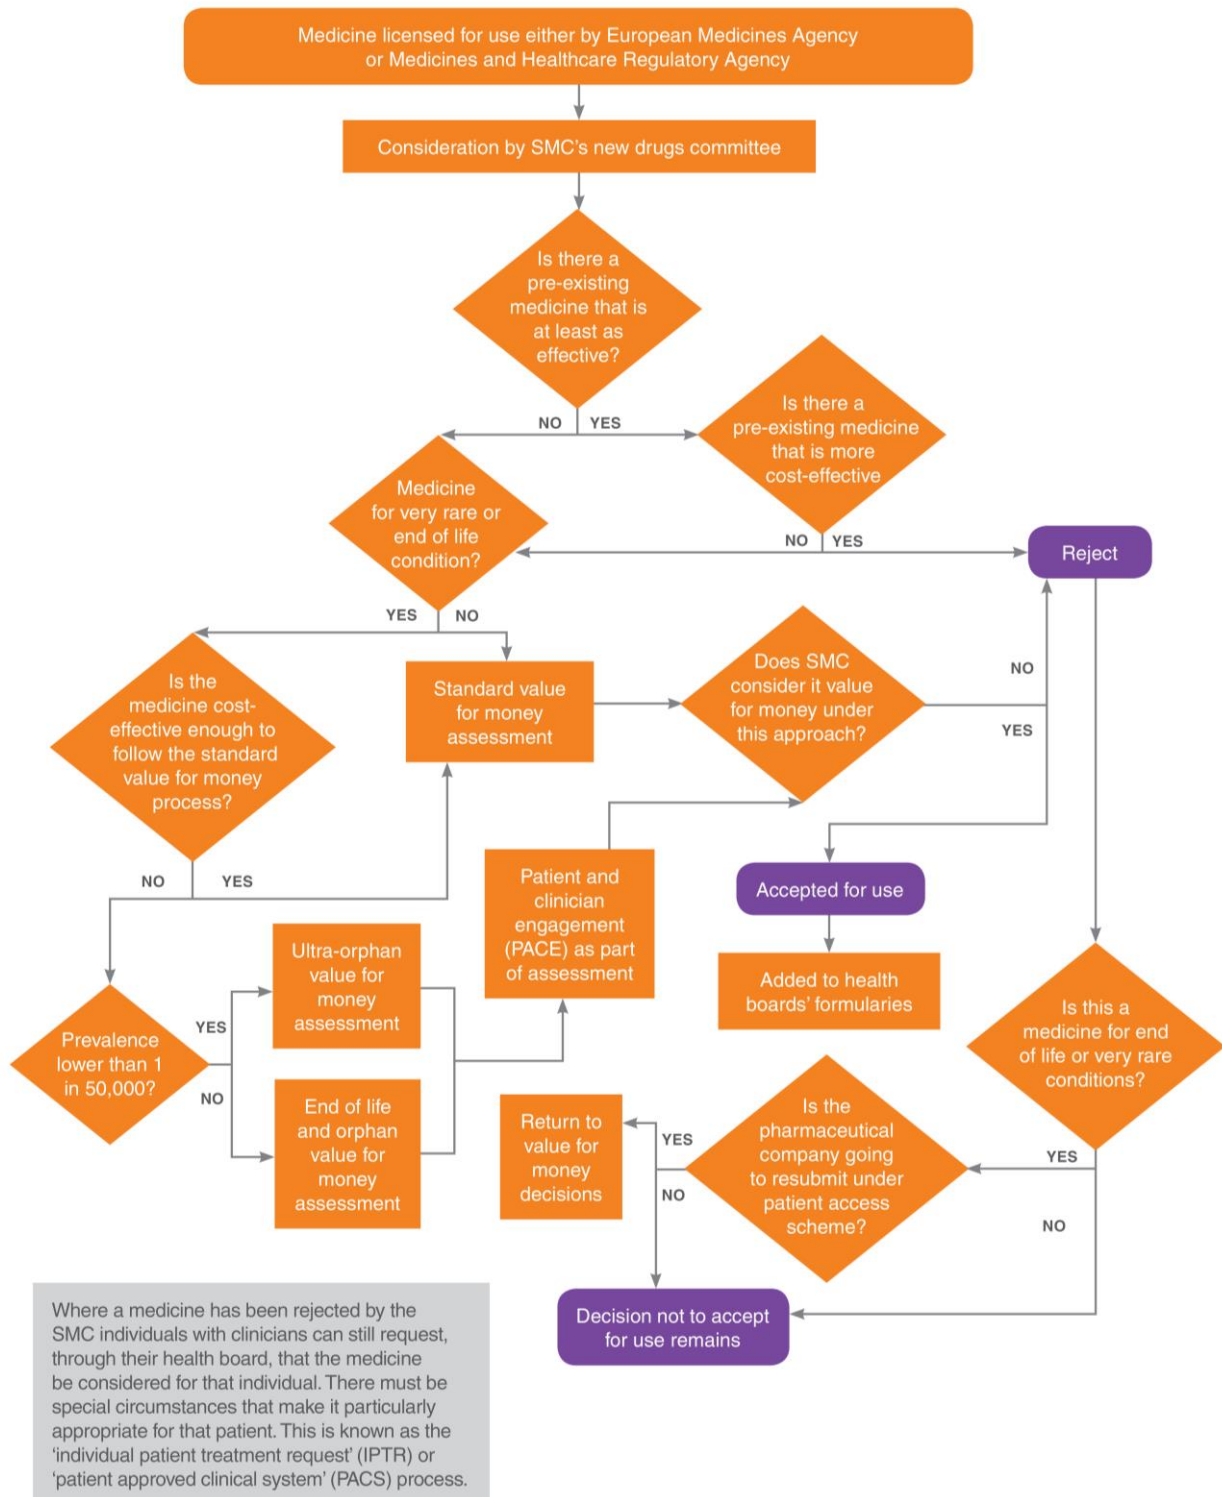 Medicine licensed for use either by European Medicines Agency
or Medicines and Healthcare Regulatory Agency
Consideration by SMC's new drugs committee
Is there a
pre-existing
medicine that is
at least as
effective?
NO
YES
Is there a
pre-existing medicine
that is more
cost-effective
NO
YES
Reject
Medicine
for very rare or
end of life
condition?
YES
NO
Is the
medicine cost-
effective enough to
follow the standard
value for money
process?
NO
YES
Standard value
for money
assessment
Does SMC
consider it value
for money under
this approach?
NO
YES
Accepted for use
Added to health
boards' formularies
Patient and
clinician
engagement
(PACE) as part
of assessment
Prevalence
lower than 1
in 50,000?
YES
NO
Ultra-orphan
value for
money
assessment
End of life
and orphan
value for
money
assessment
Is this a
medicine for end
of life or very rare
conditions?
YES
NO
Is the
pharmaceutical
company going
to resubmit under
patient access
scheme?
YES
NO
Return to
value for
money
decisions
Decision not to accept
for use remains
Where a medicine has been rejected by the
SMC individuals with clinicians can still request,
through their health board, that the medicine
be considered for that individual. There must be
special circumstances that make it particularly
appropriate for that patient. This is known as the
'individual patient treatment request' (IPTR) or
'patient approved clinical system' (PACS) process.